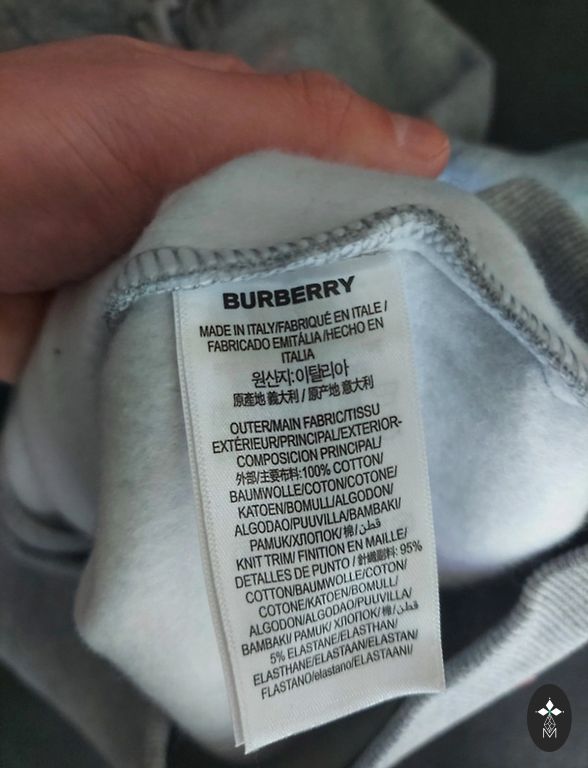 BURBERRY
MADE IN ITALY/FABRIQUÉ EN ITALE /
FABRICADO EMITÁLIA /HECHO EN
ITALIA
원산지:이탈리아
原產地 義大利 / 原产地 意大利
OUTER/MAIN FABRIC/TISSU
EXTÉRIEUR/PRINCIPAL/EXTERIOR-
COMPOSICION PRINCIPAL/
外部/主要布料:100% COTTON/
BAUMWOLLE/COTON/COTONE/
KATOEN/BOMULL/ALGODON/
ALGODAO/PUUVILLA/BAMBAKI/
PAMUK/ХЛОПОК/棉/قطن/
KNIT TRIM/ FINITION EN MAILLE/
DETALLES DE PUNTO / 針織副料: 95%
COTTON/BAUMWOLLE/COTON/
COTONE/KATOEN/BOMULL/
ALGODON/ALGODAO/PUUVILLA/
BAMBAKI/ PAMUK/ ХЛОПОК/棉/قطن/
5% ELASTANE/ELASTHAN/
ELASTHANE/ELASTAAN/ELASTAN/
FLASTANO/elastano/ELASTAANI/
M